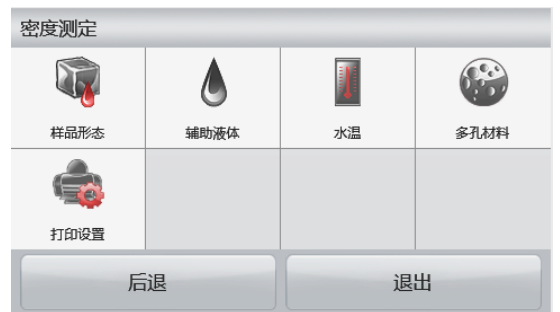 密度测定
样品形态 辅助液体 水温 多孔材料
打印设置
后退 退出